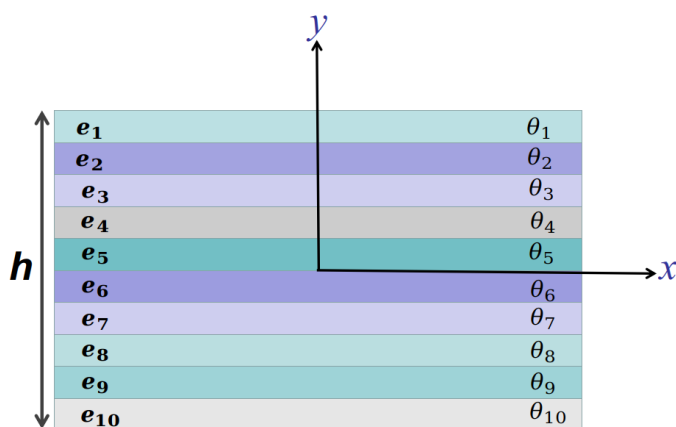 y
e₁ θ₁
e₂ θ₂
e₃ θ₃
e₄ θ₄
e₅ θ₅
h
x
e₆ θ₆
e₇ θ₇
e₈ θ₈
e₉ θ₉
e₁₀ θ₁₀